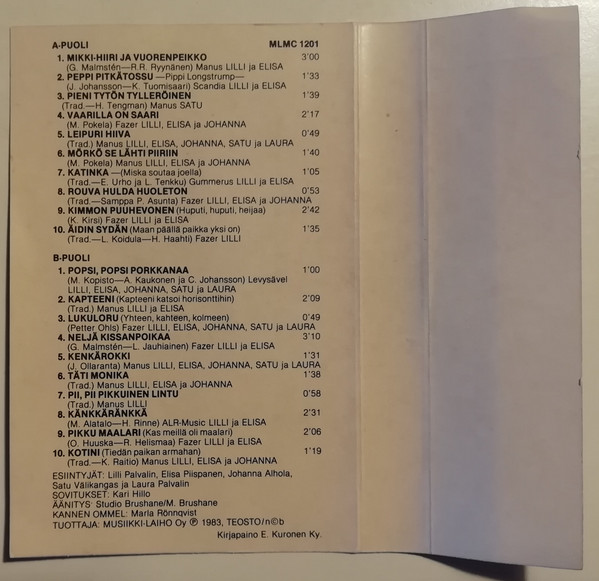 A-PUOLI MLMC 1201
1. MIKKI-HIIRI JA VUORENPEIKKO 3'00
(G. Malmstén—R.R. Ryynänen) Manus LILLI ja ELISA
2. PEPPI PITKÄTOSSU —Pippi Longstrump— 1'33
(J. Johansson—K. Tuomisaari) Scandia LILLI ja ELISA
3. PIENI TYTÖN TYLLERÖINEN 1'39
(Trad.—H. Tengman) Manus SATU
4. VAARILLA ON SAARI 2'17
(M. Pokela) Fazer LILLI, ELISA ja JOHANNA
5. LEIPURI HIIVA 0'49
(Trad.) Manus LILLI, ELISA, JOHANNA, SATU ja LAURA
6. MÖRKÖ SE LÄHTI PIIRIIN 1'40
(M. Pokela) Manus LILLI, ELISA ja JOHANNA
7. KATINKA —(Miska soutaa joella) 1'05
(Trad.—E. Urho ja L. Tenkku) Gummerus LILLI ja ELISA
8. ROUVA HULDA HUOLETON 0'53
(Trad.—Samppa P. Asunta) Fazer LILLI, ELISA ja JOHANNA
9. KIMMON PUUHEVONEN (Huputi, huputi, heijaa) 2'42
(K. Kirsi) Fazer LILLI ja ELISA
10. ÄIDIN SYDÄN (Maan päällä paikka yksi on) 1'35
(Trad.—L. Koidula—H. Haahti) Fazer LILLI
B-PUOLI
1. POPSI, POPSI PORKKANAA 1'00
(M. Kopisto—A. Kaukonen ja C. Johansson) Levysävel
LILLI, ELISA, JOHANNA, SATU ja LAURA
2. KAPTEENI (Kapteeni katsoi horisonttihin) 2'09
(Trad.) Manus LILLI ja ELISA
3. LUKULORU (Yhteen, kahteen, kolmeen) 0'49
(Petter Ohls) Fazer LILLI, ELISA, JOHANNA, SATU ja LAURA
4. NELJÄ KISSANPOIKAA 3'10
(G. Malmstén—L. Jauhiainen) Fazer LILLI ja ELISA
5. KENKÄROKKI 1'31
(J. Ollaranta) Manus LILLI, ELISA, JOHANNA, SATU ja LAURA
6. TÄTI MONIKA 1'38
(Trad.) Manus LILLI, ELISA ja JOHANNA
7. PII, PII PIKKUINEN LINTU 0'58
(Trad.) Manus LILLI
8. KÄNKKÄRÄNKKÄ 2'31
(M. Alatalo—H. Rinne) ALR-Music LILLI ja ELISA
9. PIKKU MAALARI (Kas meillä oli maalari) 2'06
(O. Huuska—R. Helismaa) Fazer LILLI ja ELISA
10. KOTINI (Tiedän paikan armahan) 1'19
(Trad.—K. Raitio) Manus LILLI, ELISA ja JOHANNA
ESIINTYJÄT: Lilli Palvalin, Elisa Piispanen, Johanna Alhola,
Satu Välikangas ja Laura Palvalin
SOVITUKSET: Kari Hillo
ÄÄNITYS: Studio Brushane/M. Brushane
KANNEN OMMEL: Marla Rönnqvist
TUOTTAJA: MUSIIKKI-LAIHO Oy ℗ 1983, TEOSTO/n©b
Kirjapaino E. Kuronen Ky.